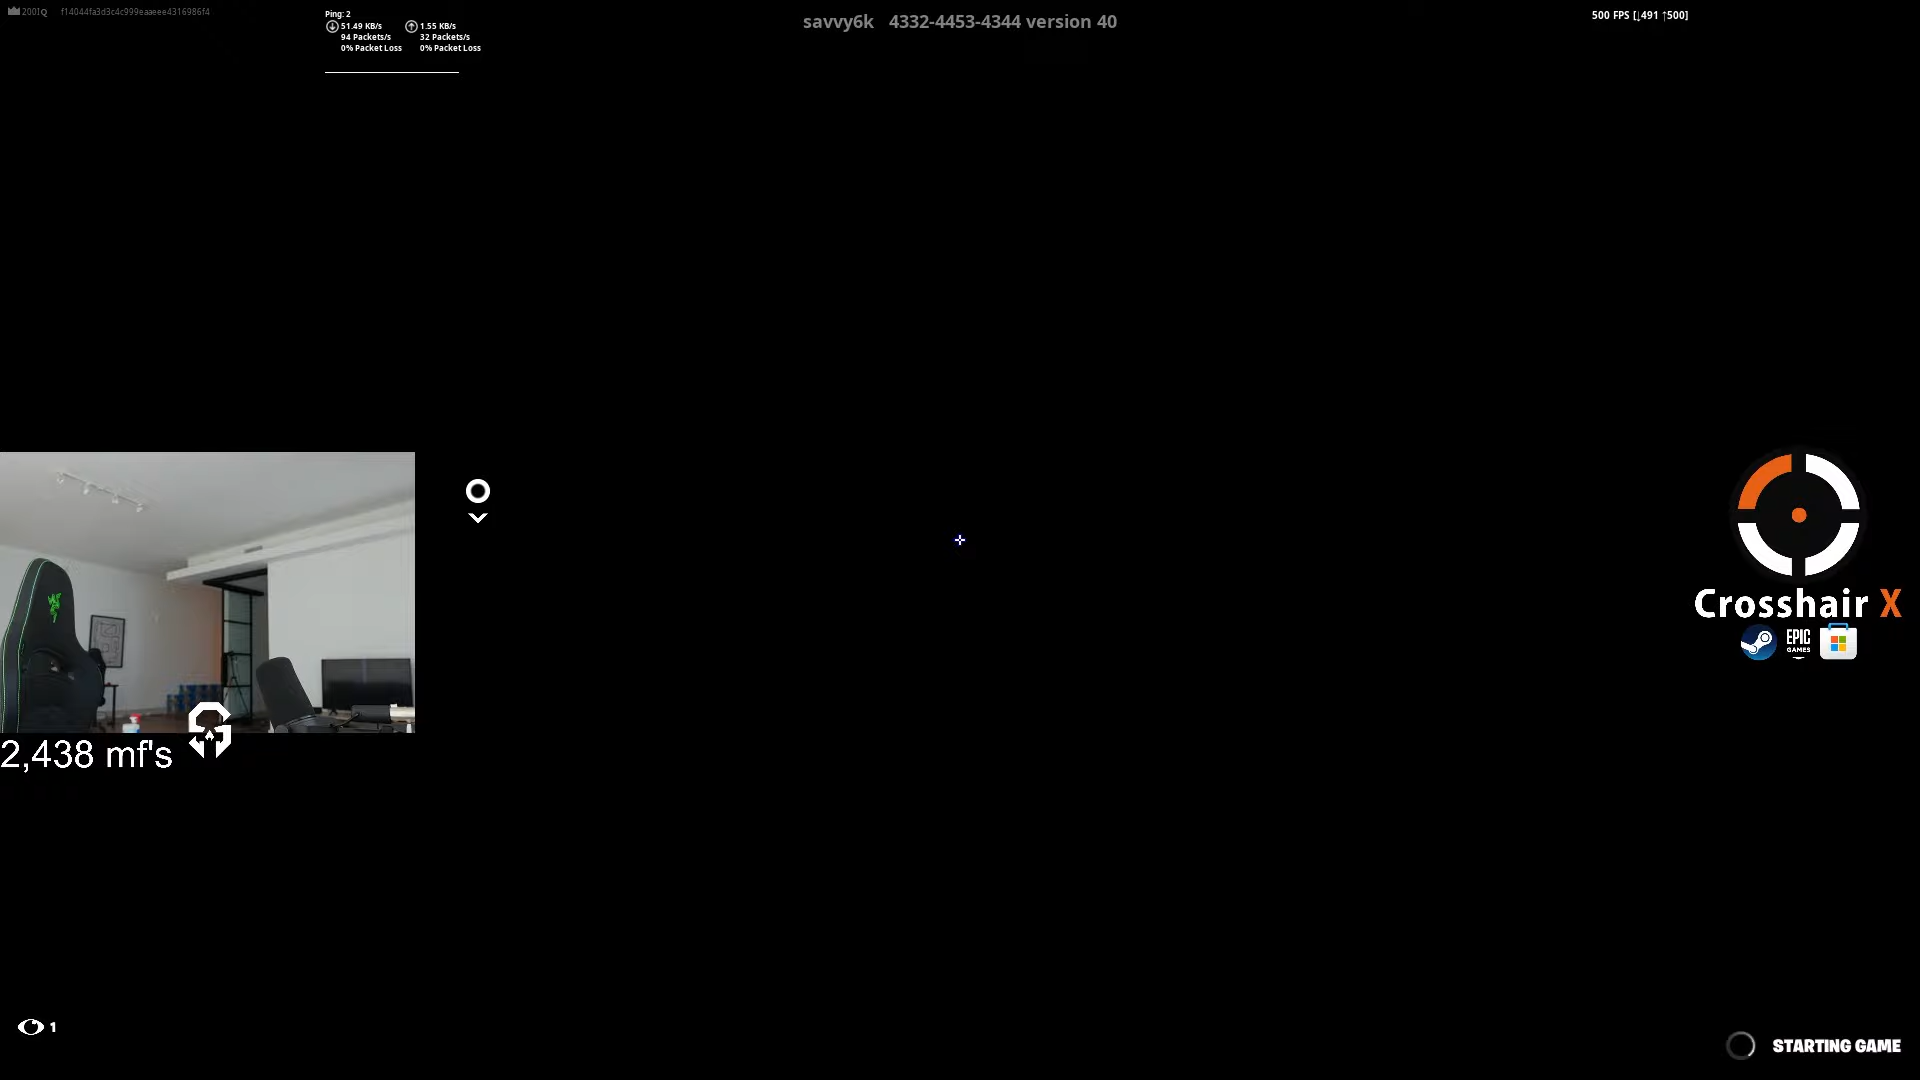 200IQ f14044fa3d3c4c999eaaeee4316986f4
Ping: 2
51.49 KB/s 1.55 KB/s
94 Packets/s 32 Packets/s
0% Packet Loss 0% Packet Loss
savvy6k 4332-4453-4344 version 40
500 FPS [↓491 ↑500]
Crosshair X
EPIC
GAMES
2,438 mf's
1
STARTING GAME